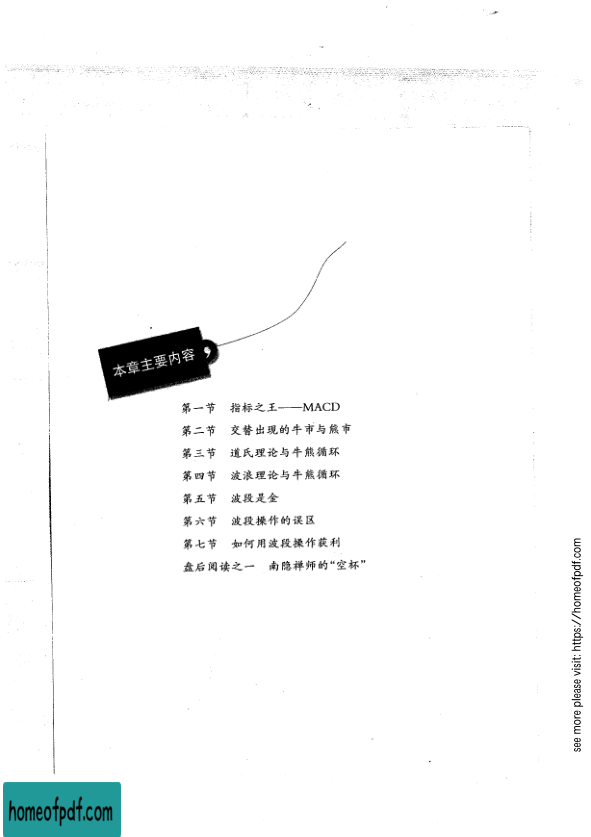 本章主要内容
第一节 指标之王——MACD
第二节 交替出现的牛市与熊市
第三节 道氏理论与牛熊循环
第四节 波浪理论与牛熊循环
第五节 波段是金
第六节 波段操作的误区
第七节 如何用波段操作获利
盘后阅读之一 南隐禅师的“空杯”
see more please visit: https://homeofpdf.com
homeofpdf.com